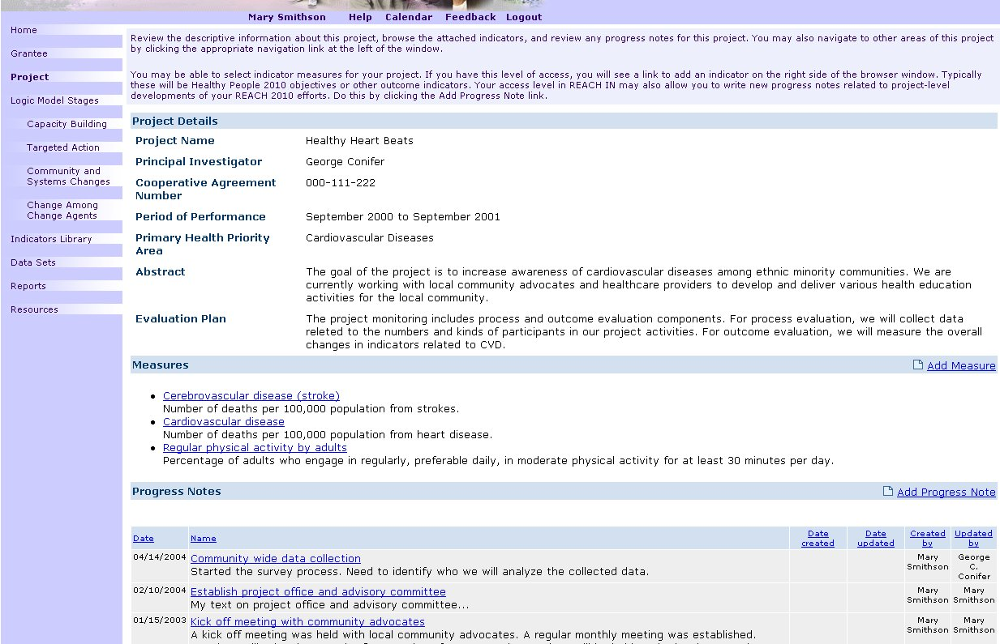 Mary Smithson Help Calendar Feedback Logout
Home
Grantee
Project
Logic Model Stages
Capacity Building
Targeted Action
Community and
Systems Changes
Change Among
Change Agents
Indicators Library
Data Sets
Reports
Resources
Review the descriptive information about this project, browse the attached indicators, and review any progress notes for this project. You may also navigate to other areas of this project
by clicking the appropriate navigation link at the left of the window.
You may be able to select indicator measures for your project. If you have this level of access, you will see a link to add an indicator on the right side of the browser window. Typically
these will be Healthy People 2010 objectives or other outcome indicators. Your access level in REACH IN may also allow you to write new progress notes related to project-level
developments of your REACH 2010 efforts. Do this by clicking the Add Progress Note link.
Project Details
Project Name Healthy Heart Beats
Principal Investigator George Conifer
Cooperative Agreement 000-111-222
Number
Period of Performance September 2000 to September 2001
Primary Health Priority Cardiovascular Diseases
Area
Abstract The goal of the project is to increase awareness of cardiovascular diseases among ethnic minority communities. We are
currently working with local community advocates and healthcare providers to develop and deliver various health education
activities for the local community.
Evaluation Plan The project monitoring includes process and outcome evaluation components. For process evaluation, we will collect data
releted to the numbers and kinds of participants in our project activities. For outcome evaluation, we will measure the overall
changes in indicators related to CVD.
Measures Add Measure
Cerebrovascular disease (stroke)
Number of deaths per 100,000 population from strokes.
Cardiovascular disease
Number of deaths per 100,000 population from heart disease.
Regular physical activity by adults
Percentage of adults who engage in regularly, preferable daily, in moderate physical activity for at least 30 minutes per day.
Progress Notes Add Progress Note
Date Name Date created Date updated Created by Updated by
04/14/2004 Community wide data collection Mary Smithson George C. Conifer
Started the survey process. Need to identify who we will analyze the collected data.
02/10/2004 Establish project office and advisory committee Mary Smithson Mary Smithson
My text on project office and advisory committee...
01/15/2003 Kick off meeting with community advocates Mary Smithson Mary Smithson
A kick off meeting was held with local community advocates. A regular monthly meeting was established.